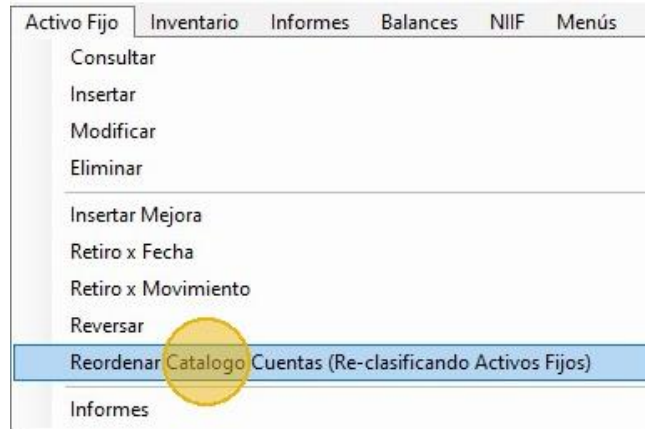 Activo Fijo Inventario Informes Balances NIIF Menús
Consultar
Insertar
Modificar
Eliminar
Insertar Mejora
Retiro x Fecha
Retiro x Movimiento
Reversar
Reordenar Catalogo Cuentas (Re-clasificando Activos Fijos)
Informes